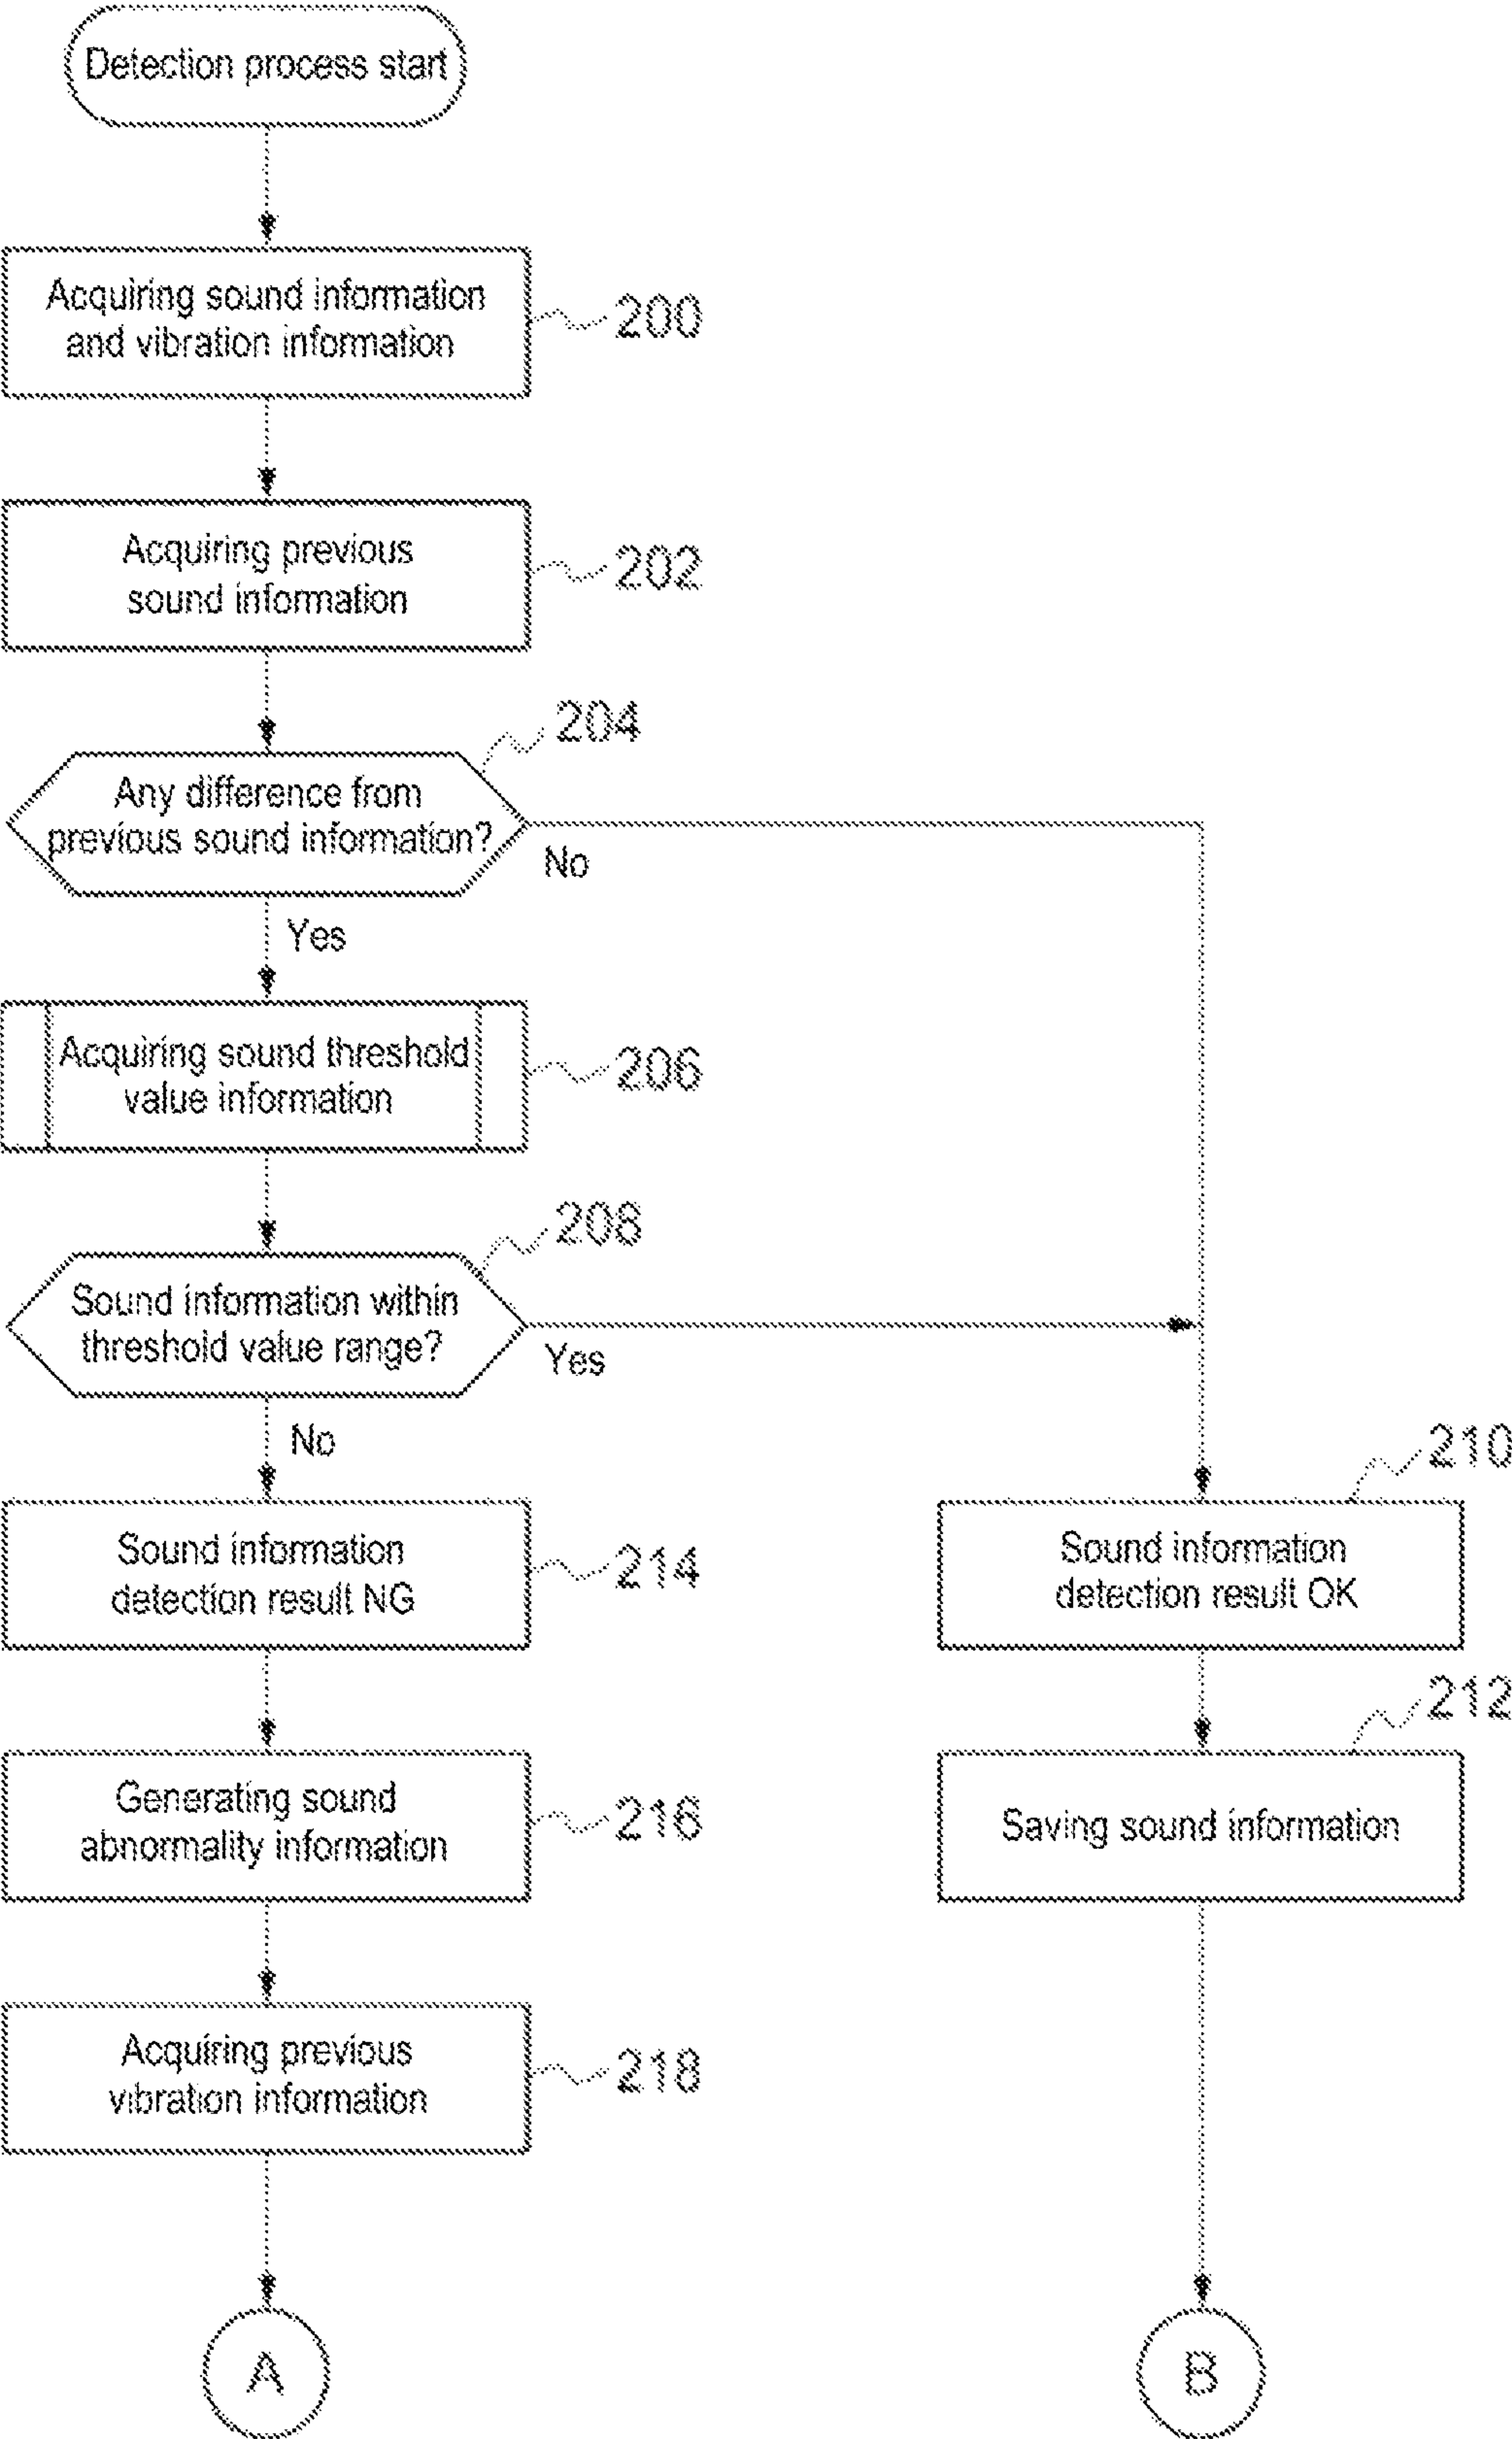 Detection process start
Acquiring sound information
and vibration information
200
Acquiring previous
sound information
202
204
Any difference from
previous sound information?
No
Yes
Acquiring sound threshold
value information
206
208
Sound information within
threshold value range?
Yes
No
210
Sound information
detection result NG
214
Sound information
detection result OK
212
Generating sound
abnormality information
216
Saving sound information
Acquiring previous
vibration information
218
A
B